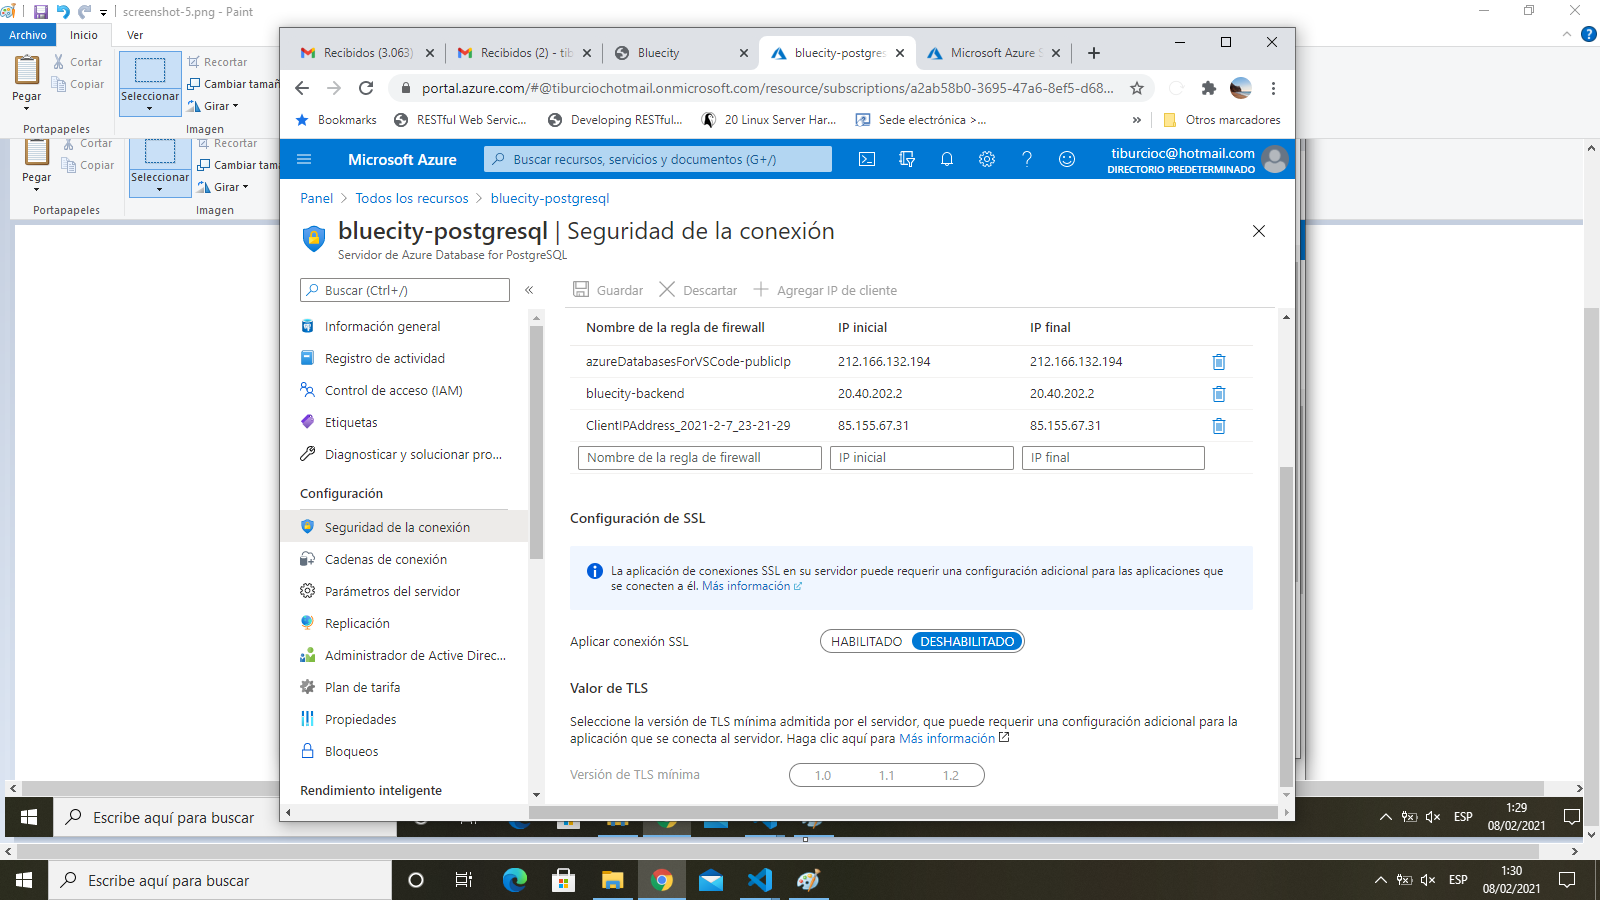 screenshot-5.png - Paint
Archivo
Inicio
Ver
Pegar
Cortar
Copiar
Portapapeles
Seleccionar
Recortar
Cambiar tamañ
Girar
Imagen
Pegar
Cortar
Copiar
Portapapeles
Seleccionar
Recortar
Cambiar tama
Girar
Imagen
Recibidos (3.063)
Recibidos (2) - tib
Bluecity
bluecity-postgres
Microsoft Azure S
portal.azure.com/#@tiburciochotmail.onmicrosoft.com/resource/subscriptions/a2ab58b0-3695-47a6-8ef5-d68...
Bookmarks
RESTful Web Servic...
Developing RESTful...
20 Linux Server Har...
Sede electrónica >...
»
Otros marcadores
Microsoft Azure
Buscar recursos, servicios y documentos (G+/)
tiburcioc@hotmail.com
DIRECTORIO PREDETERMINADO
Panel > Todos los recursos > bluecity-postgresql
bluecity-postgresql | Seguridad de la conexión
Servidor de Azure Database for PostgreSQL
Buscar (Ctrl+/)
«
Guardar
Descartar
Agregar IP de cliente
Información general
Registro de actividad
Control de acceso (IAM)
Etiquetas
Diagnosticar y solucionar pro...
Configuración
Seguridad de la conexión
Cadenas de conexión
Parámetros del servidor
Replicación
Administrador de Active Direc...
Plan de tarifa
Propiedades
Bloqueos
Rendimiento inteligente
Nombre de la regla de firewall IP inicial IP final
azureDatabasesForVSCode-publicIp 212.166.132.194 212.166.132.194
bluecity-backend 20.40.202.2 20.40.202.2
ClientIPAddress_2021-2-7_23-21-29 85.155.67.31 85.155.67.31
Nombre de la regla de firewall IP inicial IP final
Configuración de SSL
La aplicación de conexiones SSL en su servidor puede requerir una configuración adicional para las aplicaciones que
se conecten a él. Más información
Aplicar conexión SSL HABILITADO DESHABILITADO
Valor de TLS
Seleccione la versión de TLS mínima admitida por el servidor, que puede requerir una configuración adicional para la
aplicación que se conecta al servidor. Haga clic aquí para Más información
Versión de TLS mínima 1.0 1.1 1.2
Escribe aquí para buscar
ESP
1:29
08/02/2021
Escribe aquí para buscar
ESP
1:30
08/02/2021